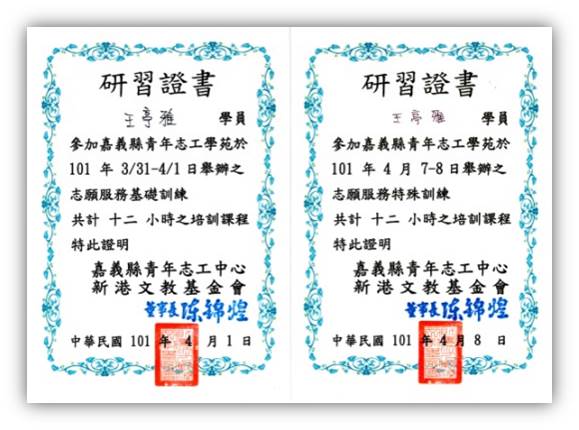 研習證書
王亭雅 學員
參加嘉義縣青年志工學苑於
101 年 3/31-4/1 日舉辦之
志願服務基礎訓練
共計 十二 小時之培訓課程
特此證明
嘉義縣青年志工中心
新港文教基金會
董事長陳錦煌
中華民國 101 年 4 月 1 日
研習證書
王亭雅 學員
參加嘉義縣青年志工學苑於
101 年 4 月 7-8 日舉辦之
志願服務特殊訓練
共計 十二 小時之培訓課程
特此證明
嘉義縣青年志工中心
新港文教基金會
董事長陳錦煌
中華民國 101 年 4 月 8 日